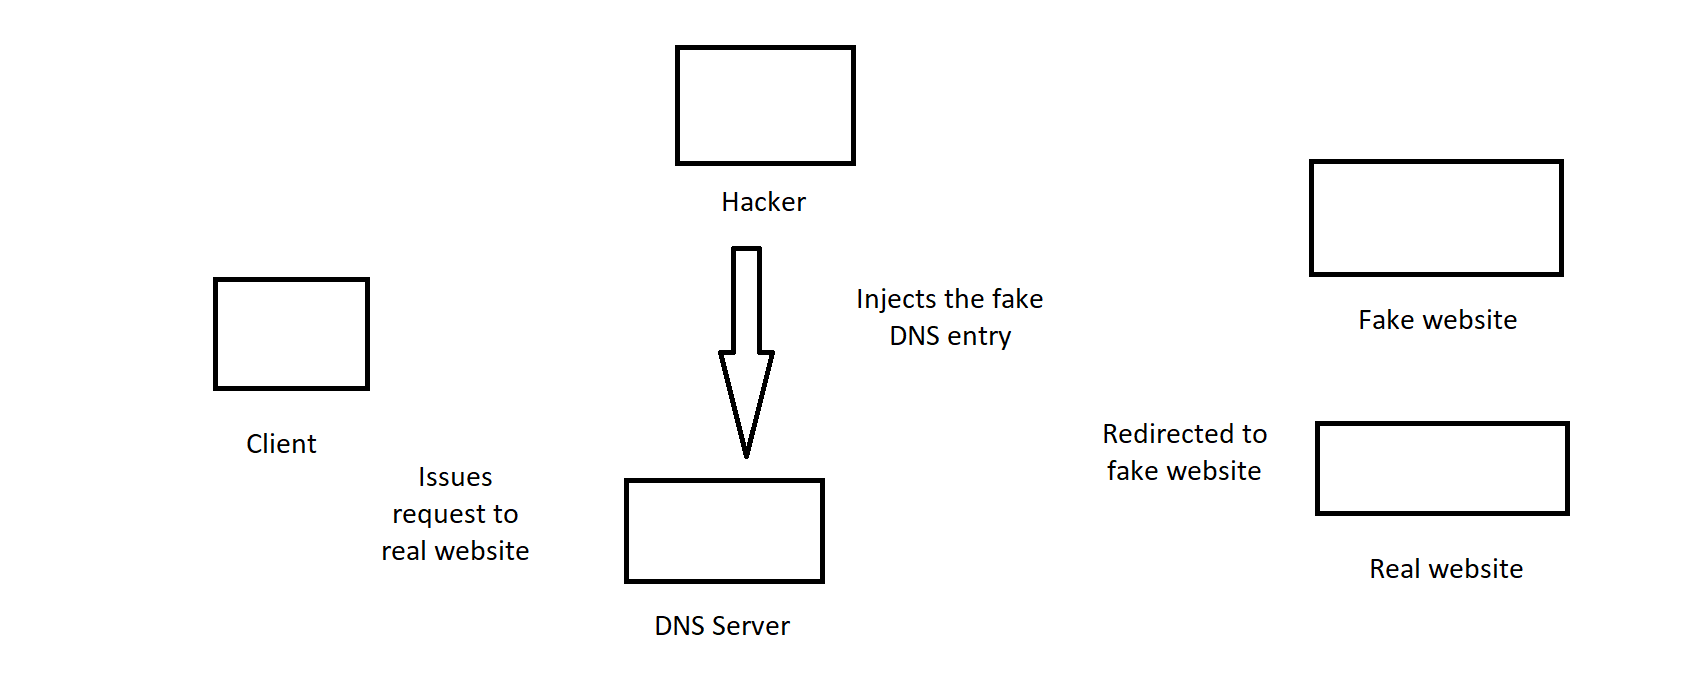 Hacker
Injects the fake
DNS entry
Fake website
Client
Issues
request to
real website
Redirected to
fake website
Real website
DNS Server